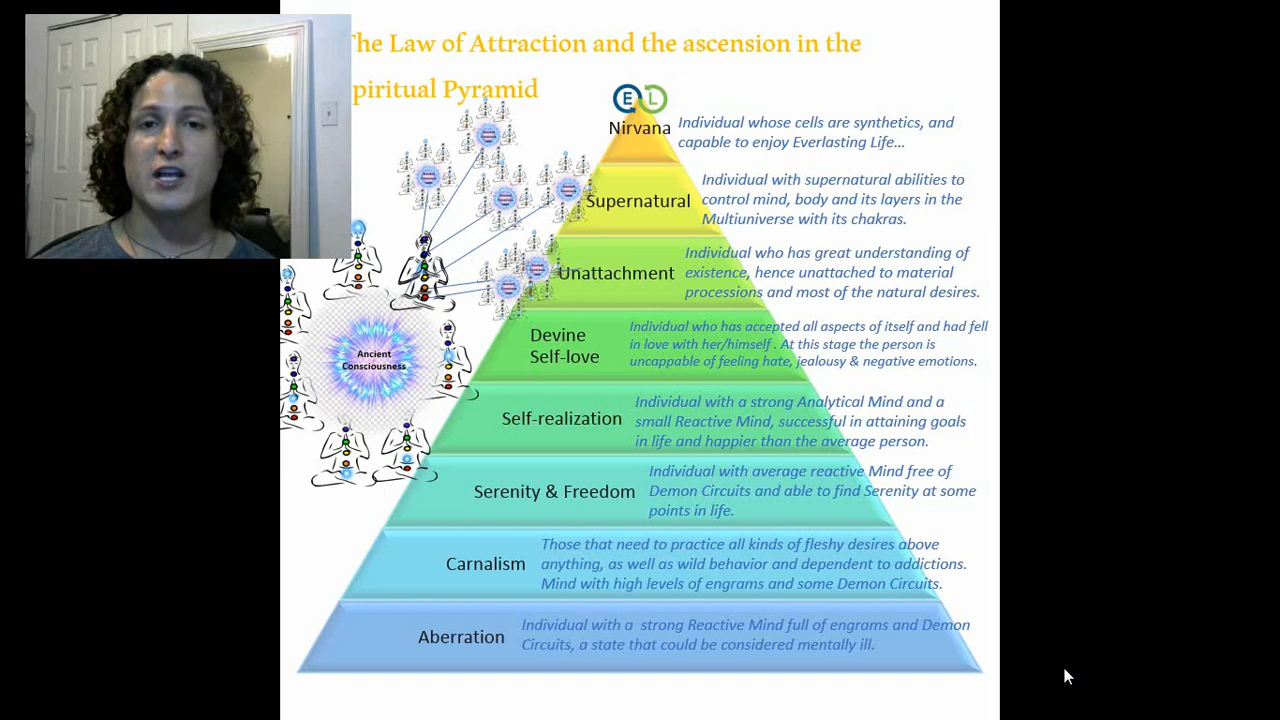 The Law of Attraction and the ascension in the
piritual Pyramid
E L
Nirvana
Individual whose cells are synthetics, and
capable to enjoy Everlasting Life…
Supernatural
Individual with supernatural abilities to
control mind, body and its layers in the
Multiuniverse with its chakras.
Unattachment
Individual who has great understanding of
existence, hence unattached to material
processions and most of the natural desires.
Devine
Self-love
Individual who has accepted all aspects of itself and had fell
in love with her/himself . At this stage the person is
uncappable of feeling hate, jealousy & negative emotions.
Ancient
Consciousness
Self-realization
Individual with a strong Analytical Mind and a
small Reactive Mind, successful in attaining goals
in life and happier than the average person.
Serenity & Freedom
Individual with average reactive Mind free of
Demon Circuits and able to find Serenity at some
points in life.
Carnalism
Those that need to practice all kinds of fleshy desires above
anything, as well as wild behavior and dependent to addictions.
Mind with high levels of engrams and some Demon Circuits.
Aberration
Individual with a strong Reactive Mind full of engrams and Demon
Circuits, a state that could be considered mentally ill.